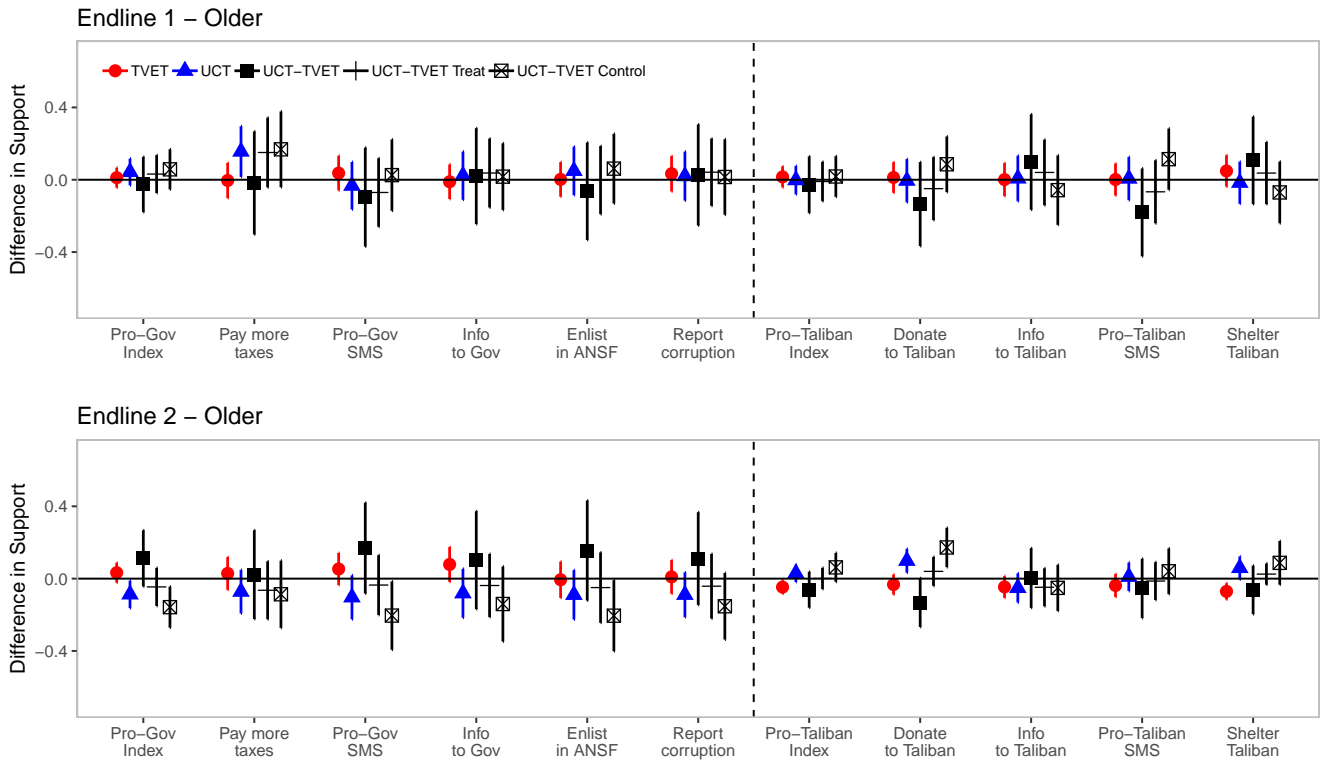 Endline 1 – Older
TVET UCT UCT−TVET UCT−TVET Treat UCT−TVET Control
Difference in Support
0.4
0.0
−0.4
Pro−Gov Index
Pay more taxes
Pro−Gov SMS
Info to Gov
Enlist in ANSF
Report corruption
Pro−Taliban Index
Donate to Taliban
Info to Taliban
Pro−Taliban SMS
Shelter Taliban
Endline 2 – Older
Difference in Support
0.4
0.0
−0.4
Pro−Gov Index
Pay more taxes
Pro−Gov SMS
Info to Gov
Enlist in ANSF
Report corruption
Pro−Taliban Index
Donate to Taliban
Info to Taliban
Pro−Taliban SMS
Shelter Taliban